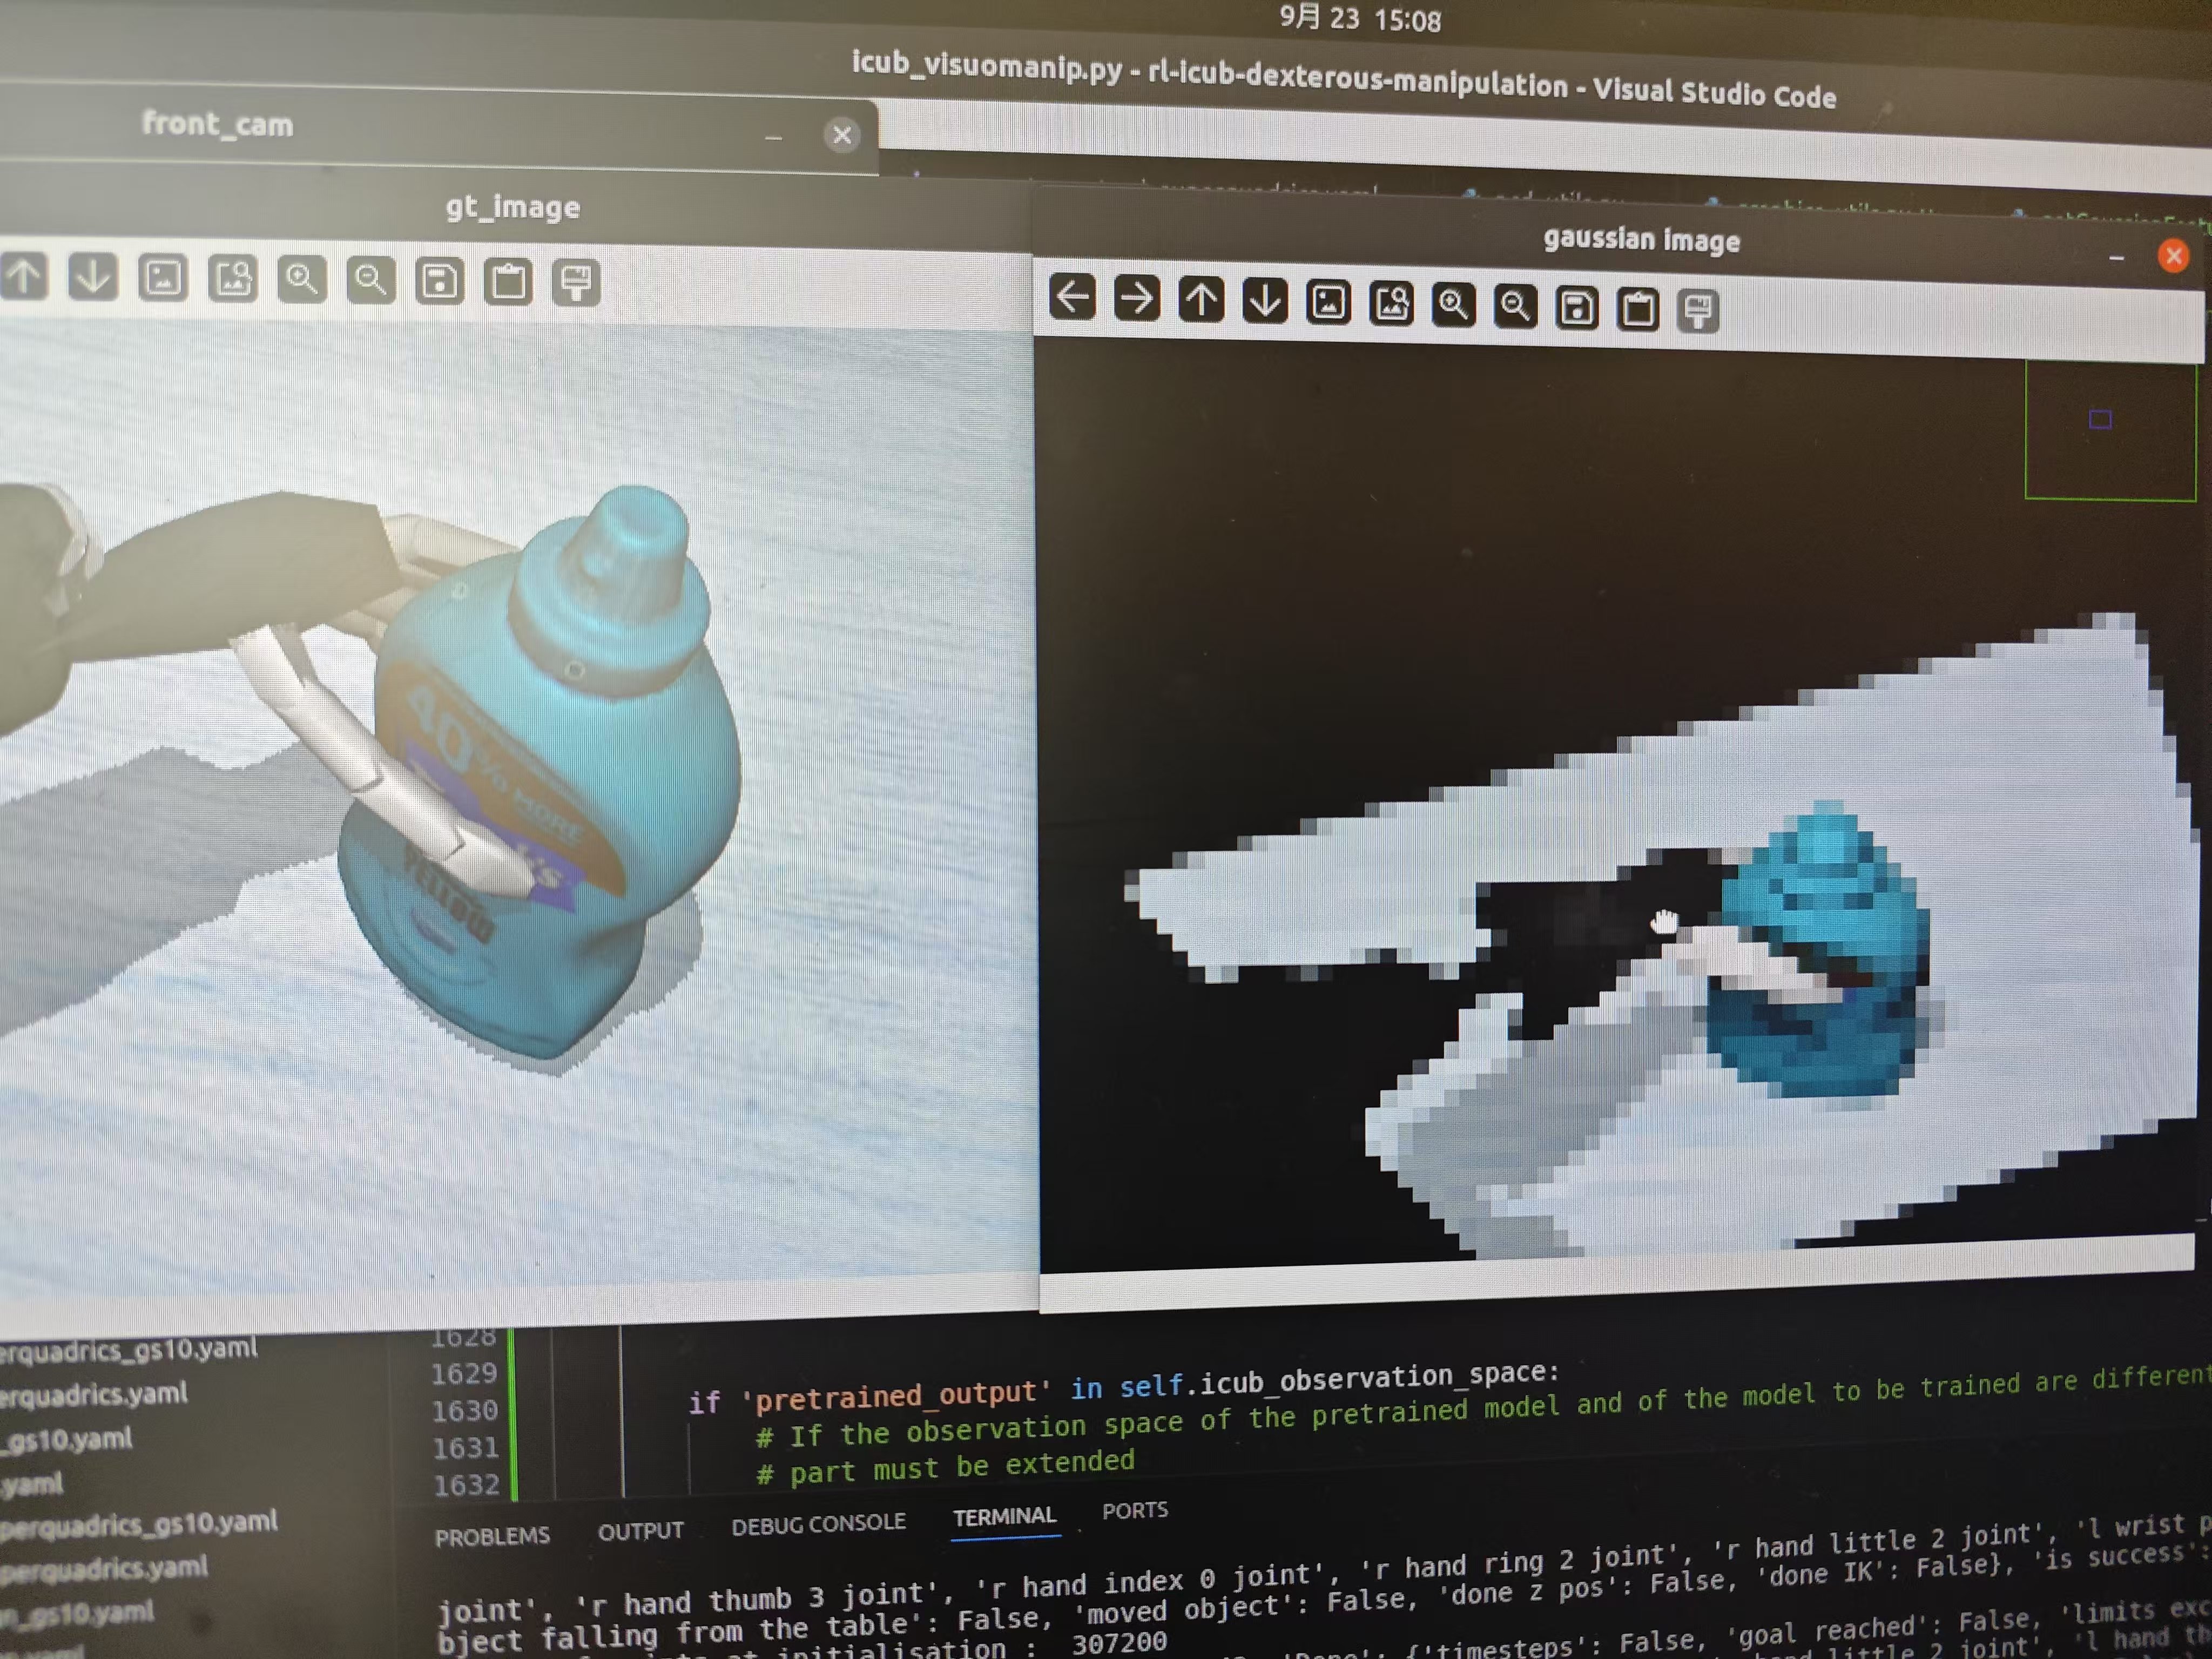 9月 23 15:08
icub_visuomanip.py - rl-icub-dexterous-manipulation - Visual Studio Code
front_cam
gt_image
gaussian image
40% MORE
's
YELLOW
erquadrics_gs10.yaml
erquadrics.yaml
_gs10.yaml
.yaml
perquadrics_gs10.yaml
perquadrics.yaml
n_gs10.yaml
yaml
1628
1629
1630 if 'pretrained_output' in self.icub_observation_space:
1631 # If the observation space of the pretrained model and of the model to be trained are different
1632 # part must be extended
PROBLEMS OUTPUT DEBUG CONSOLE TERMINAL PORTS
joint', 'r hand thumb 3 joint', 'r hand index 0 joint', 'r hand ring 2 joint', 'r hand little 2 joint', 'l wrist p
bject falling from the table': False, 'moved object': False, 'done z pos': False, 'done IK': False}, 'is success':
at initialisation : 307200
{'timesteps': False, 'goal reached': False, 'limits exc
little 2 joint', 'l hand th